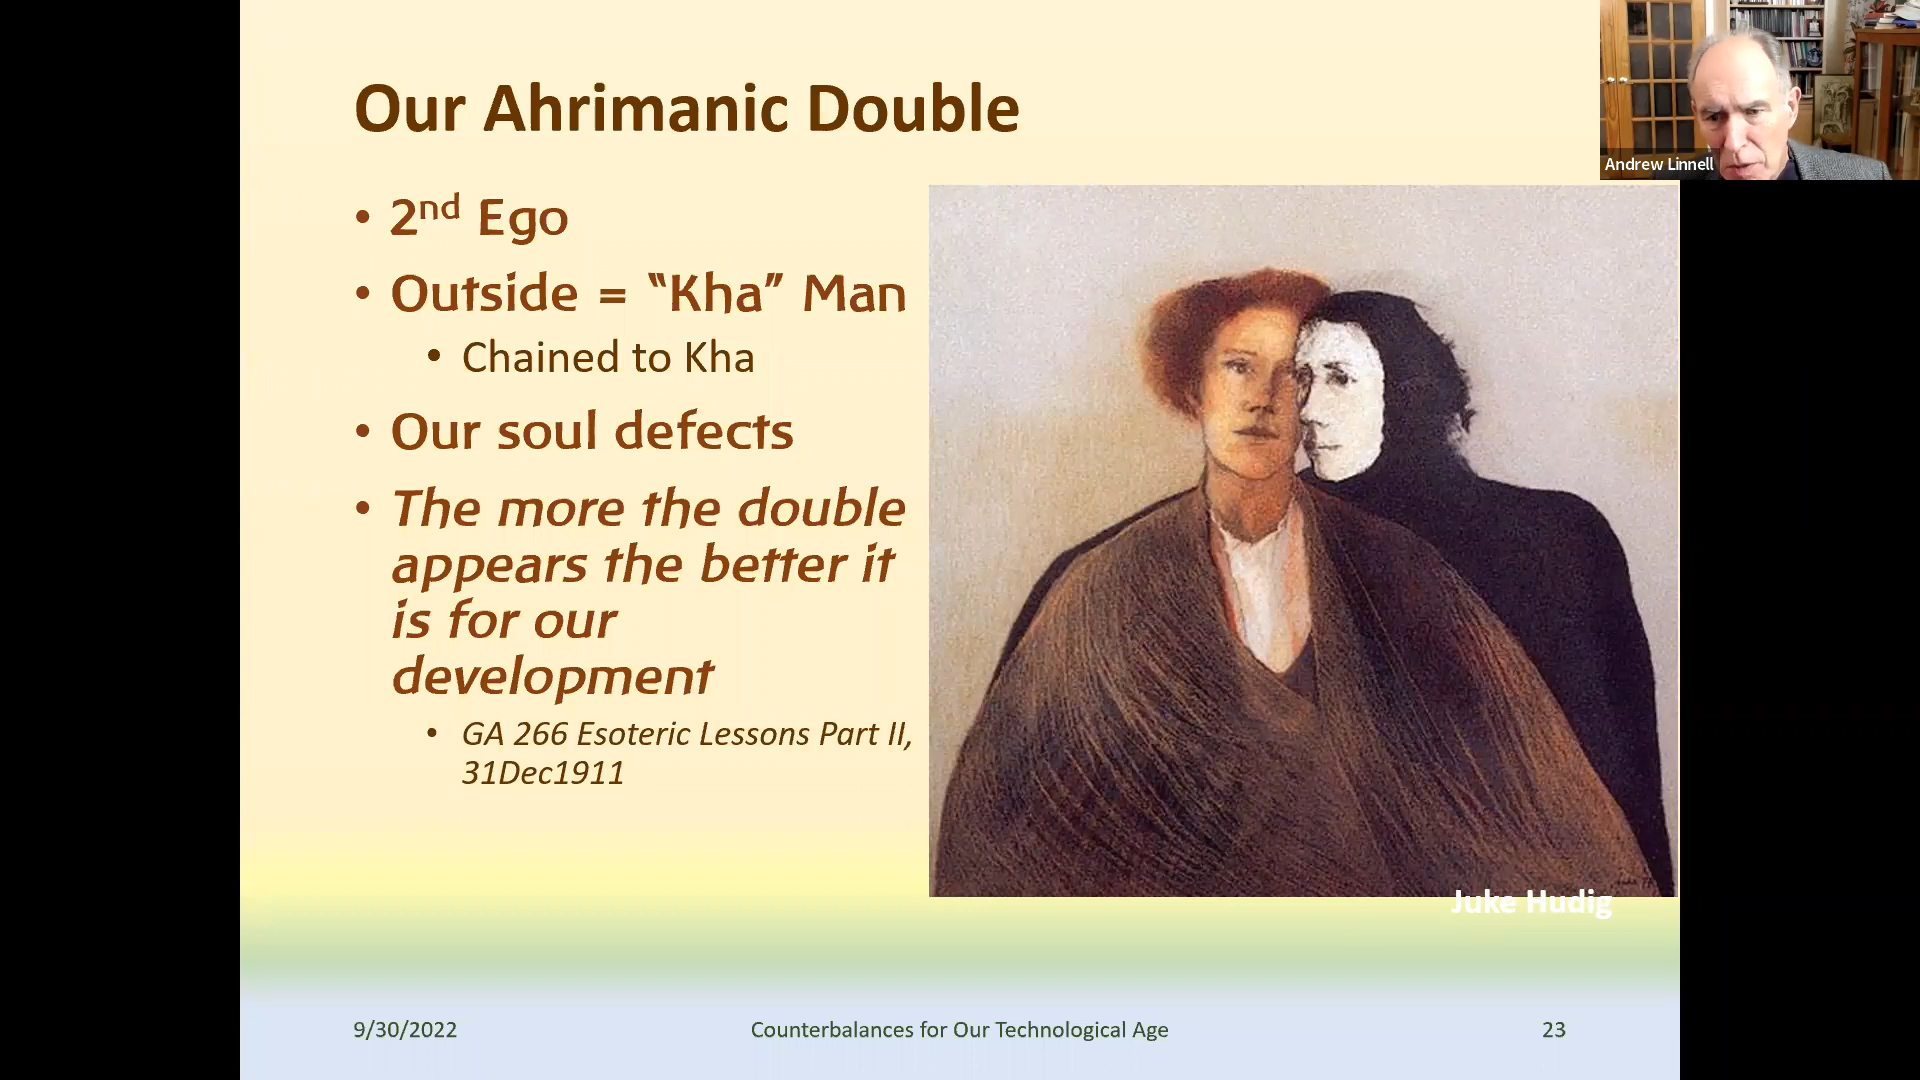 Our Ahrimanic Double
Andrew Linnell
• 2nd Ego
• Outside = “Kha” Man
• Chained to Kha
• Our soul defects
• The more the double
appears the better it
is for our
development
• GA 266 Esoteric Lessons Part II,
31Dec1911
Juke Hudig
9/30/2022
Counterbalances for Our Technological Age
23